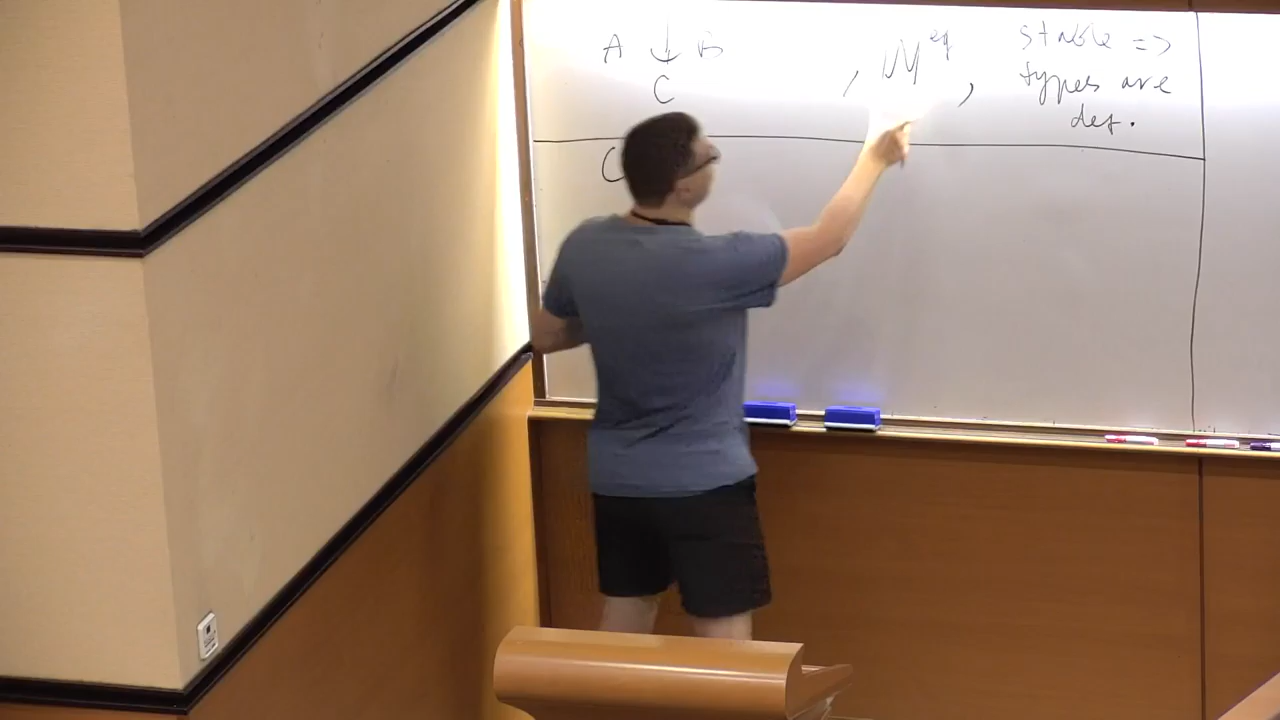 A ⫝ B , M^eq , stable =>
C types are
def.
C